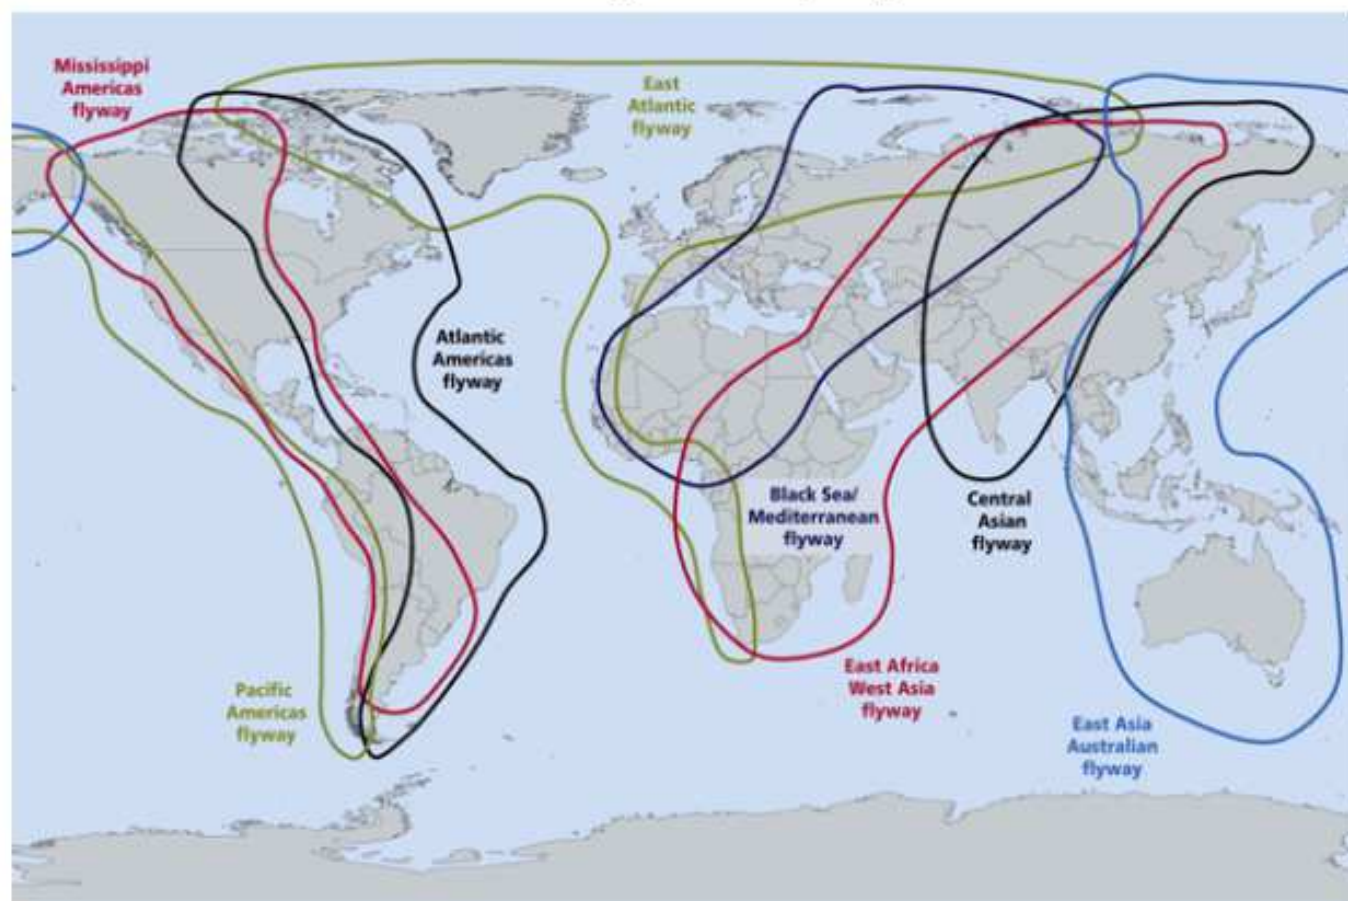 Mississippi
Americas
flyway
East
Atlantic
flyway
Atlantic
Americas
flyway
Black Sea/
Mediterranean
flyway
Central
Asian
flyway
East Africa
West Asia
flyway
Pacific
Americas
flyway
East Asia
Australian
flyway